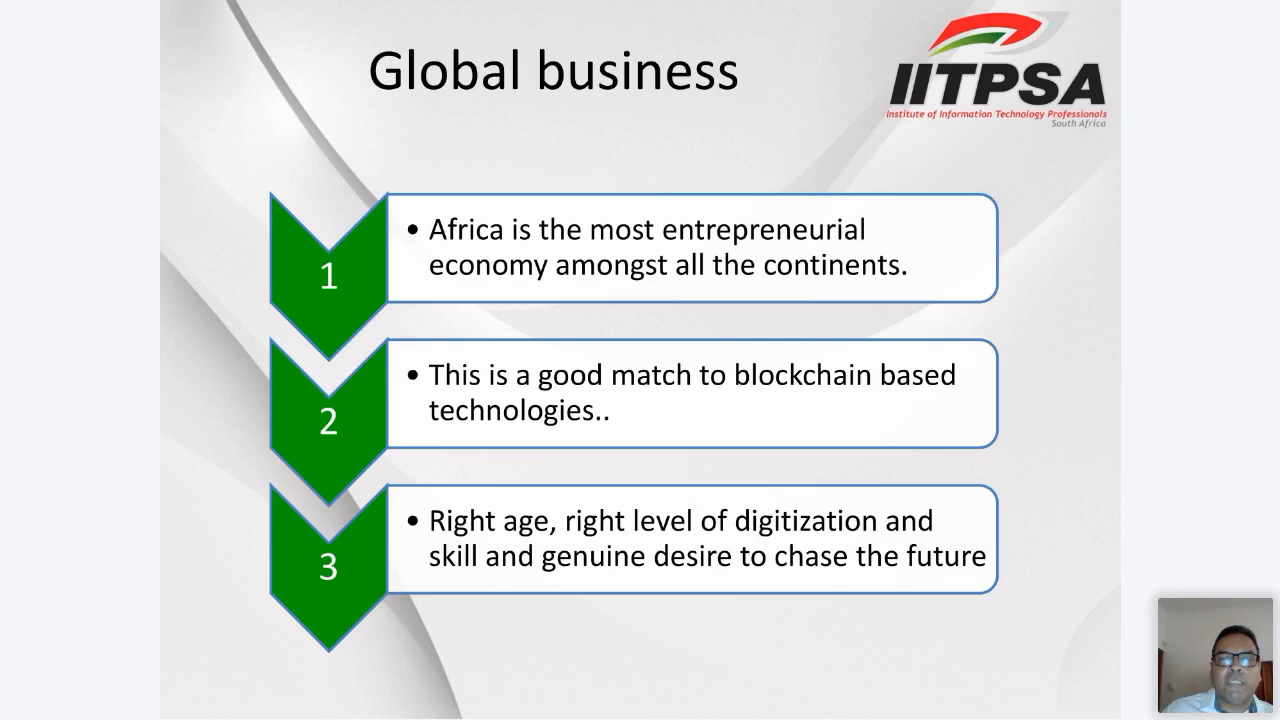 Global business
IITPSA
Institute of Information Technology Professionals
South Africa
1
• Africa is the most entrepreneurial
economy amongst all the continents.
2
• This is a good match to blockchain based
technologies..
3
• Right age, right level of digitization and
skill and genuine desire to chase the future